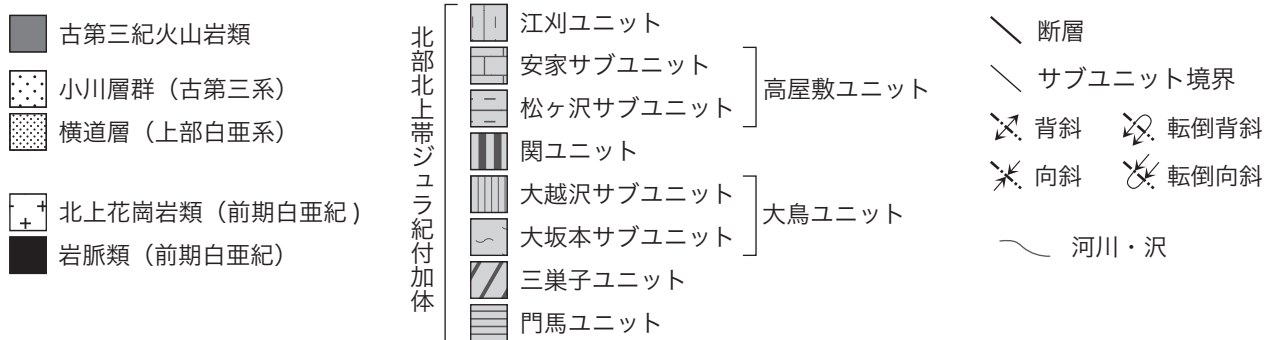 古第三紀火山岩類
小川層群（古第三系）
横道層（上部白亜系）
北上花崗岩類（前期白亜紀)
岩脈類（前期白亜紀）
北部北上帯ジュラ紀付加体
江刈ユニット
安家サブユニット
松ヶ沢サブユニット
高屋敷ユニット
関ユニット
大越沢サブユニット
大坂本サブユニット
大鳥ユニット
三巣子ユニット
門馬ユニット
断層
サブユニット境界
背斜 転倒背斜
向斜 転倒向斜
河川・沢